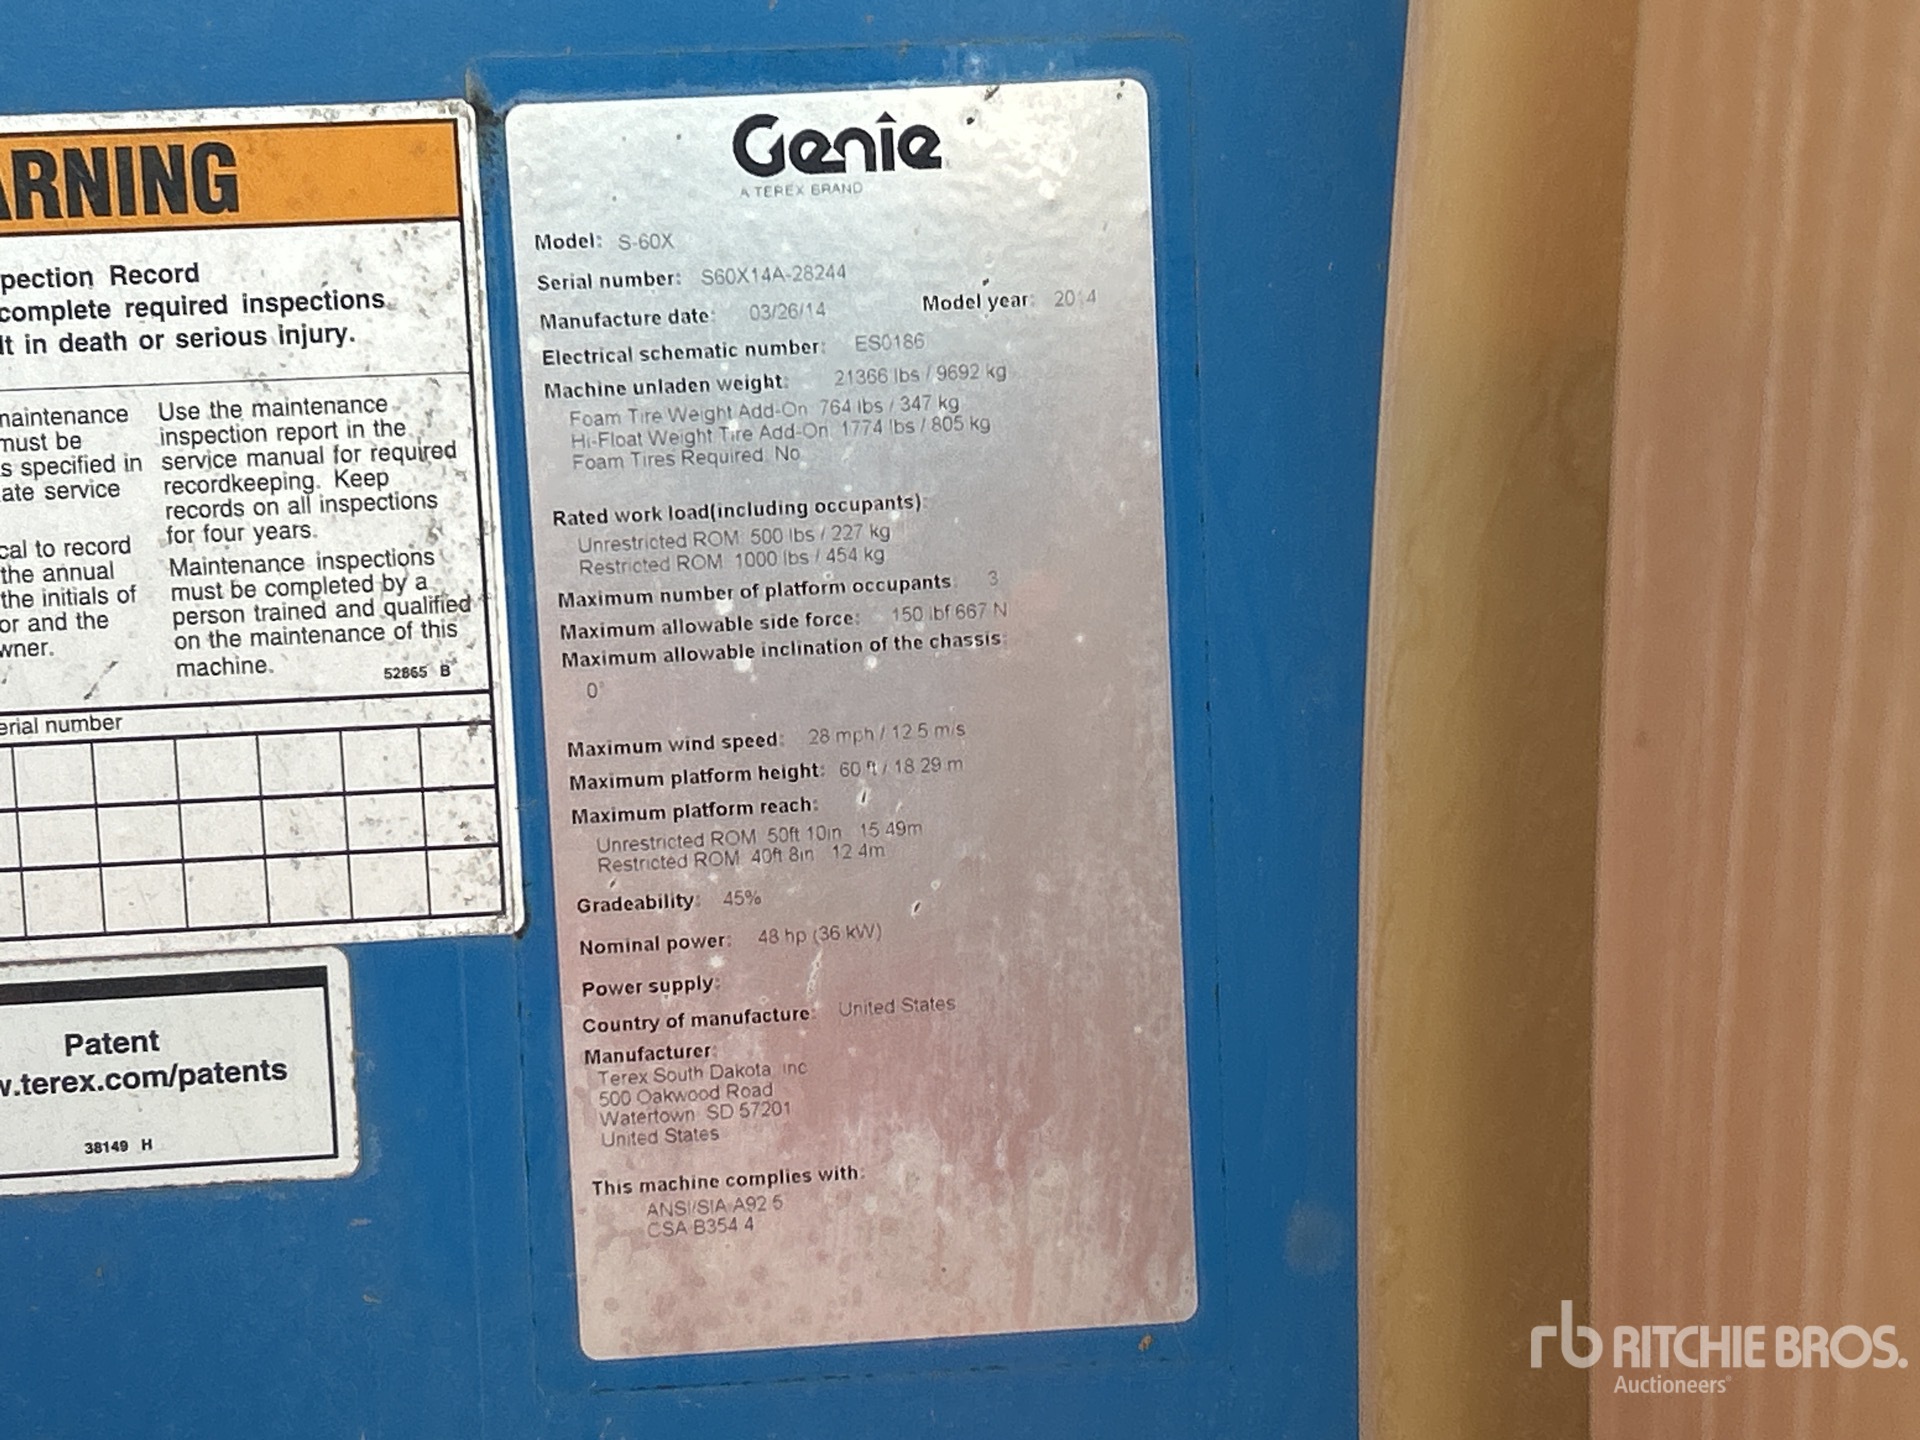 ARNING
pection Record
complete required inspections
lt in death or serious injury.
maintenance
must be
s specified in
ate service
cal to record
the annual
the initials of
or and the
wner.
Use the maintenance
inspection report in the
service manual for required
recordkeeping. Keep
records on all inspections
for four years.
Maintenance inspections
must be completed by a
person trained and qualified
on the maintenance of this
machine.
52865 B
erial number
Patent
w.terex.com/patents
38149 H
Genie
A TEREX BRAND
Model: S-60X
Serial number: S60X14A-28244
Manufacture date: 03/26/14 Model year: 2014
Electrical schematic number: ES0186
Machine unladen weight: 21366 lbs / 9692 kg
Foam Tire Weight Add-On 764 lbs / 347 kg
Hi-Float Weight Tire Add-On 1774 lbs / 805 kg
Foam Tires Required No
Rated work load(including occupants):
Unrestricted ROM: 500 lbs / 227 kg
Restricted ROM 1000 lbs / 454 kg
Maximum number of platform occupants: 3
Maximum allowable side force: 150 lbf 667 N
Maximum allowable inclination of the chassis:
0°
Maximum wind speed: 28 mph / 12.5 m/s
Maximum platform height: 60 ft / 18.29 m
Maximum platform reach:
Unrestricted ROM 50ft 10in 15.49m
Restricted ROM 40ft 8in 12.4m
Gradeability: 45%
Nominal power: 48 hp (36 kW)
Power supply:
Country of manufacture: United States
Manufacturer:
Terex South Dakota inc
500 Oakwood Road
Watertown SD 57201
United States
This machine complies with:
ANSI/SIA A92.5
CSA B354.4
rb RITCHIE BROS.
Auctioneers